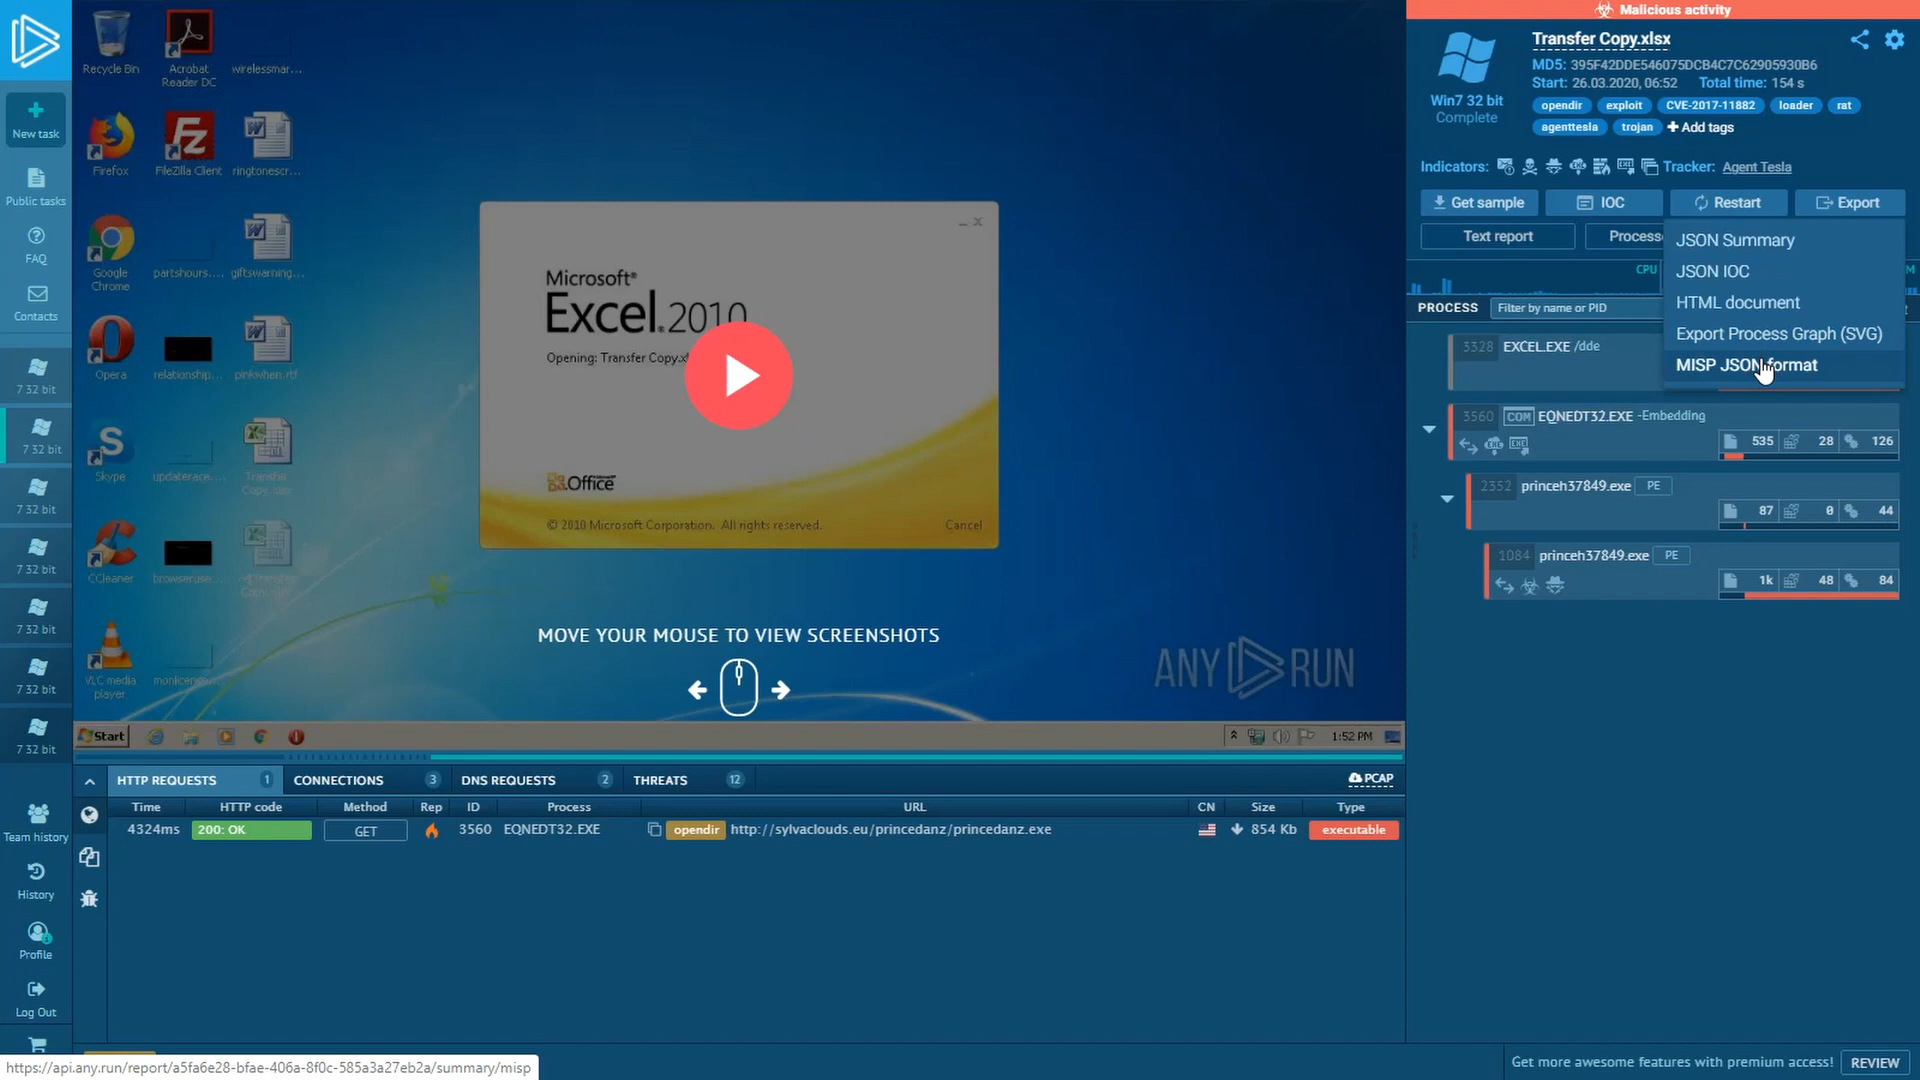 Malicious activity
Transfer Copy.xlsx
MD5: 395F42DDE546075DCB4C7C62905930B6
Start: 26.03.2020, 06:52 Total time: 154 s
Win7 32 bit
Complete
opendir exploit CVE-2017-11882 loader rat
agenttesla trojan + Add tags
Indicators: Tracker: Agent Tesla
Get sample IOC Restart Export
Text report
JSON Summary
JSON IOC
HTML document
Export Process Graph (SVG)
MISP JSON format
CPU
PROCESS Filter by name or PID
3328 EXCEL.EXE /dde
3560 COM EQNEDT32.EXE -Embedding
EXE
535 28 126
2352 princeh37849.exe PE
87 0 44
1084 princeh37849.exe PE
1k 48 84
New task
Public tasks
FAQ
Contacts
7 32 bit
7 32 bit
7 32 bit
7 32 bit
7 32 bit
7 32 bit
7 32 bit
Team history
History
Profile
Log Out
Recycle Bin
Acrobat Reader DC
wirelessmar...
Firefox
FileZilla Client
ringtonescr...
Google Chrome
partshours....
giftswarning...
Opera
relationship...
pinkwhen.rtf
Skype
updaterace....
Transfer
CCleaner
browseruse...
VLC media player
Microsoft®
Excel 2010
Opening: Transfer Copy.x
Office
© 2010 Microsoft Corporation. All rights reserved.
Cancel
MOVE YOUR MOUSE TO VIEW SCREENSHOTS
ANY RUN
Start
1:52 PM
HTTP REQUESTS 1 CONNECTIONS 3 DNS REQUESTS 2 THREATS 12 PCAP
Time HTTP code Method Rep ID Process URL CN Size Type
4324ms 200: OK GET 3560 EQNEDT32.EXE opendir http://sylvaclouds.eu/princedanz/princedanz.exe 854 Kb executable
https://api.any.run/report/a5fa6e28-bfae-406a-8f0c-585a3a27eb2a/summary/misp
Get more awesome features with premium access! REVIEW